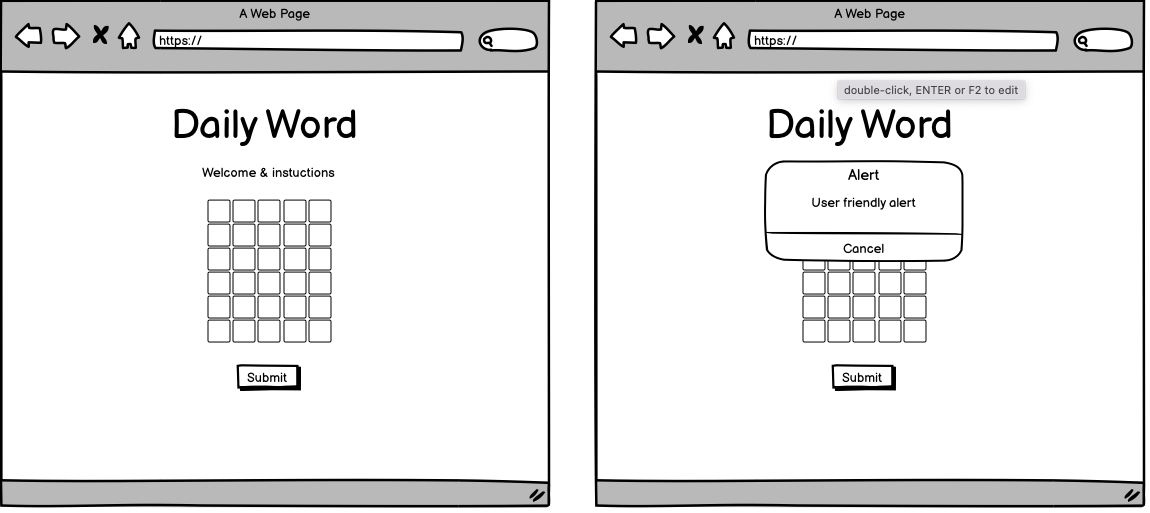 A Web Page
https://
Daily Word
Welcome & instuctions
Submit
A Web Page
https://
double-click, ENTER or F2 to edit
Daily Word
Alert
User friendly alert
Cancel
Submit